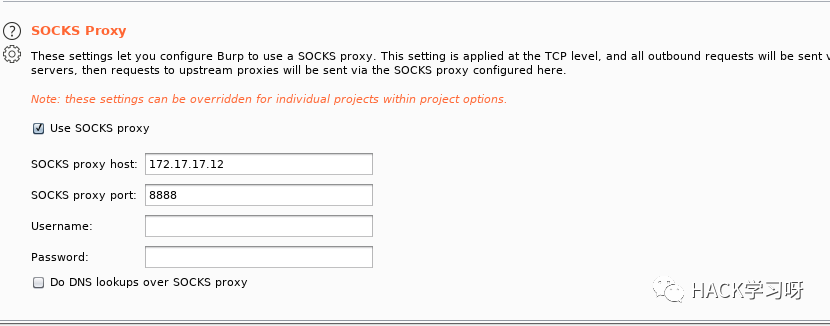 SOCKS Proxy
These settings let you configure Burp to use a SOCKS proxy. This setting is applied at the TCP level, and all outbound requests will be sent v
servers, then requests to upstream proxies will be sent via the SOCKS proxy configured here.
Note: these settings can be overridden for individual projects within project options.
Use SOCKS proxy
SOCKS proxy host: 172.17.17.12
SOCKS proxy port: 8888
Username:
Password:
Do DNS lookups over SOCKS proxy
HACK学习呀